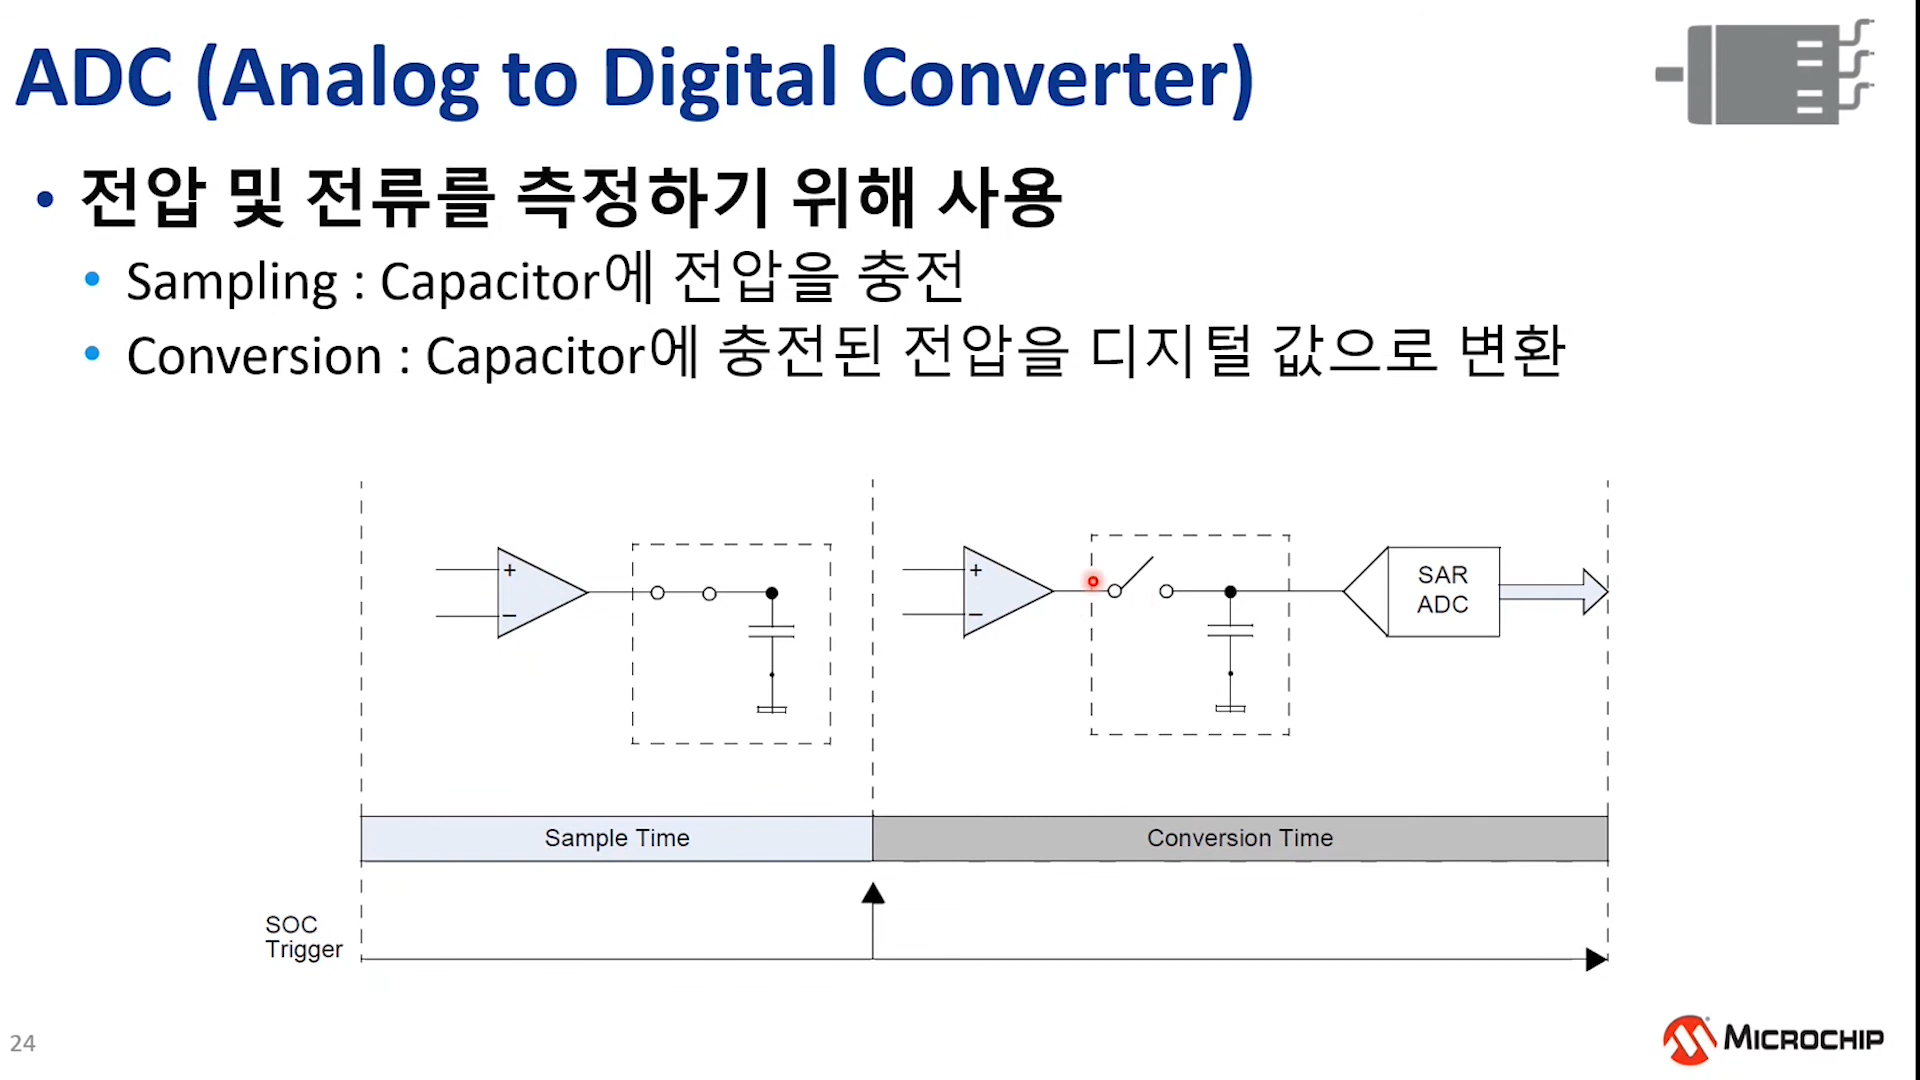 ADC (Analog to Digital Converter)
• 전압 및 전류를 측정하기 위해 사용
• Sampling : Capacitor에 전압을 충전
• Conversion : Capacitor에 충전된 전압을 디지털 값으로 변환
+
−
+
−
SAR
ADC
Sample Time
Conversion Time
SOC
Trigger
24
MICROCHIP